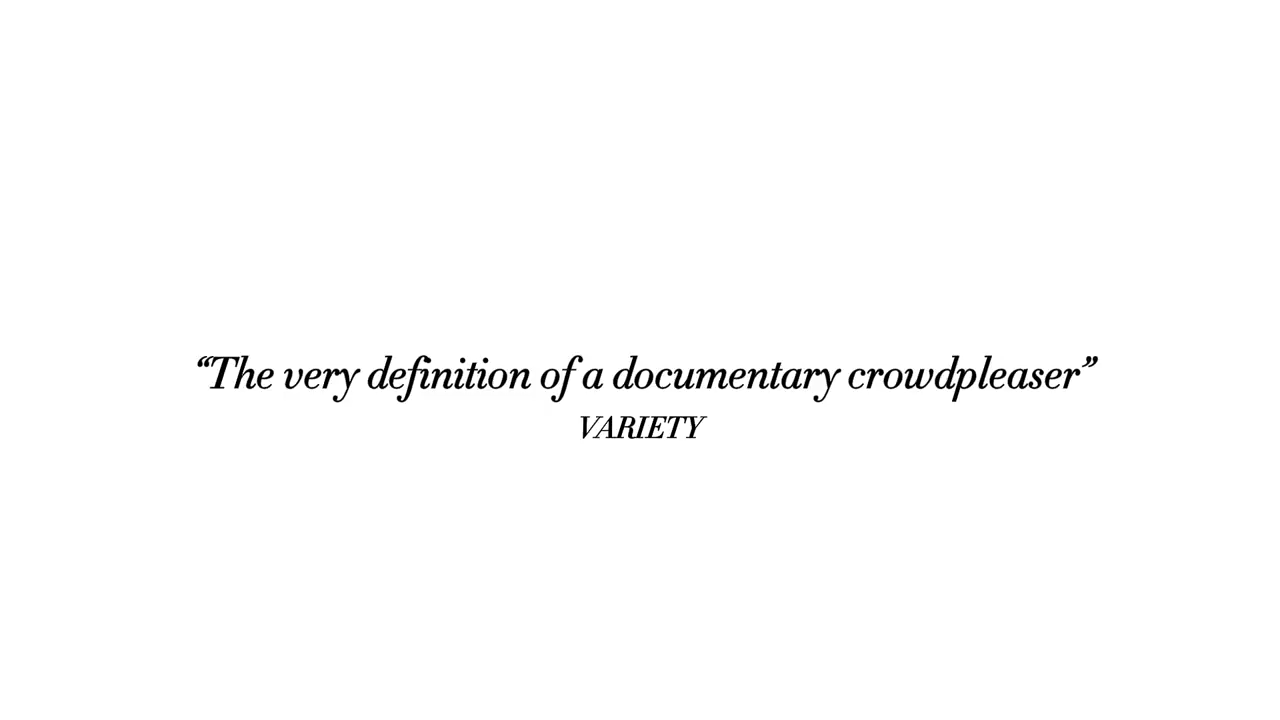 “The very definition of a documentary crowdpleaser”
VARIETY